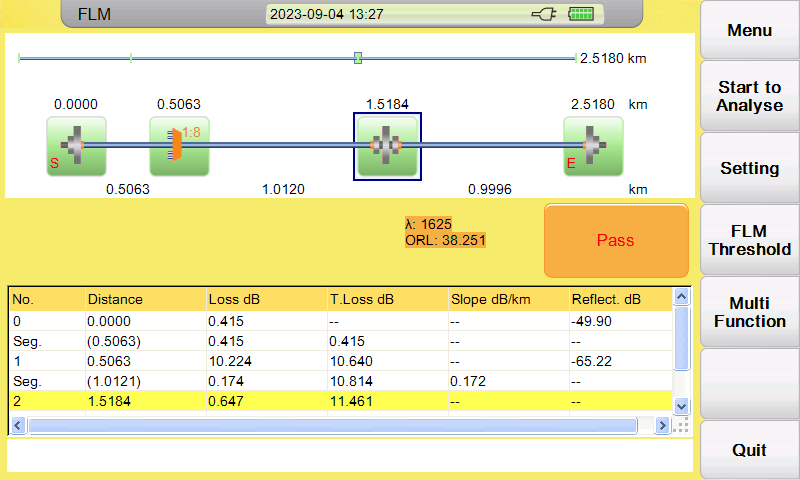 FLM
2023-09-04 13:27
2.5180 km
0.0000 0.5063 1.5184 2.5180 km
S 1:8 E
0.5063 1.0120 0.9996 km
λ: 1625
ORL: 38.251
Pass
No. Distance Loss dB T.Loss dB Slope dB/km Reflect. dB
0 0.0000 0.415 -- -- -49.90
Seg. (0.5063) 0.415 0.415 -- --
1 0.5063 10.224 10.640 -- -65.22
Seg. (1.0121) 0.174 10.814 0.172 --
2 1.5184 0.647 11.461 -- --
Menu
Start to
Analyse
Setting
FLM
Threshold
Multi
Function
Quit